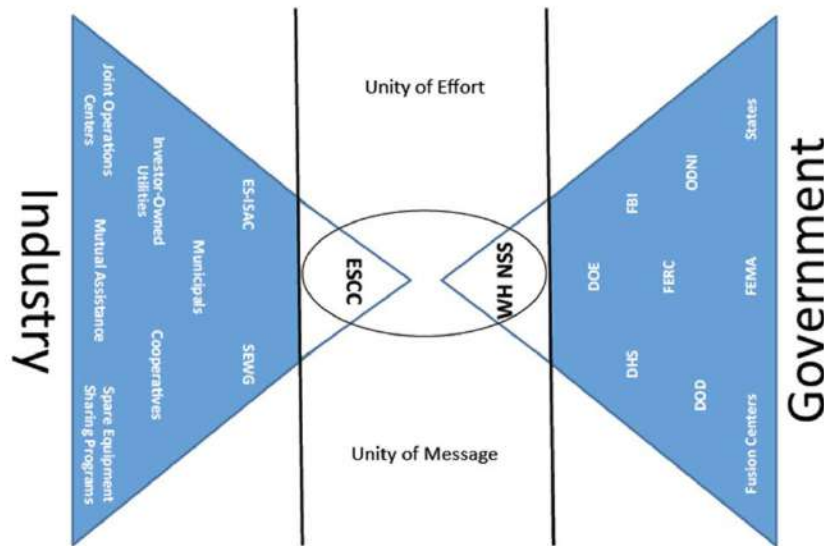 Industry
Joint Operations
Centers
Mutual Assistance
Spare Equipment
Sharing Programs
Investor-Owned
Utilities
Municipals
Cooperatives
ES-ISAC
SEWG
ESCC
Unity of Effort
Unity of Message
WH NSS
FBI
DOE
DHS
ODNI
FERC
DOD
States
FEMA
Fusion Centers
Government